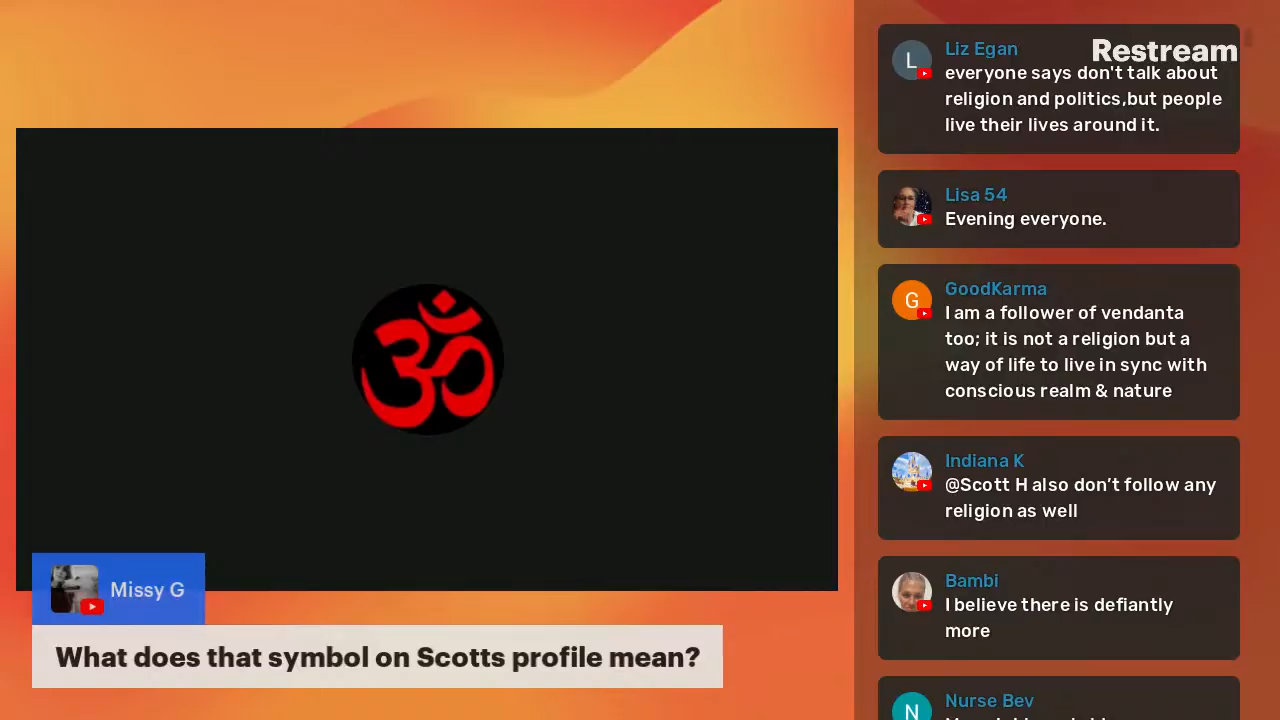 ॐ
Missy G
What does that symbol on Scotts profile mean?
Restream
Liz Egan
everyone says don't talk about
religion and politics,but people
live their lives around it.
Lisa 54
Evening everyone.
G
GoodKarma
I am a follower of vendanta
too; it is not a religion but a
way of life to live in sync with
conscious realm & nature
Indiana K
@Scott H also don’t follow any
religion as well
Bambi
I believe there is defiantly
more
N
Nurse Bev
L